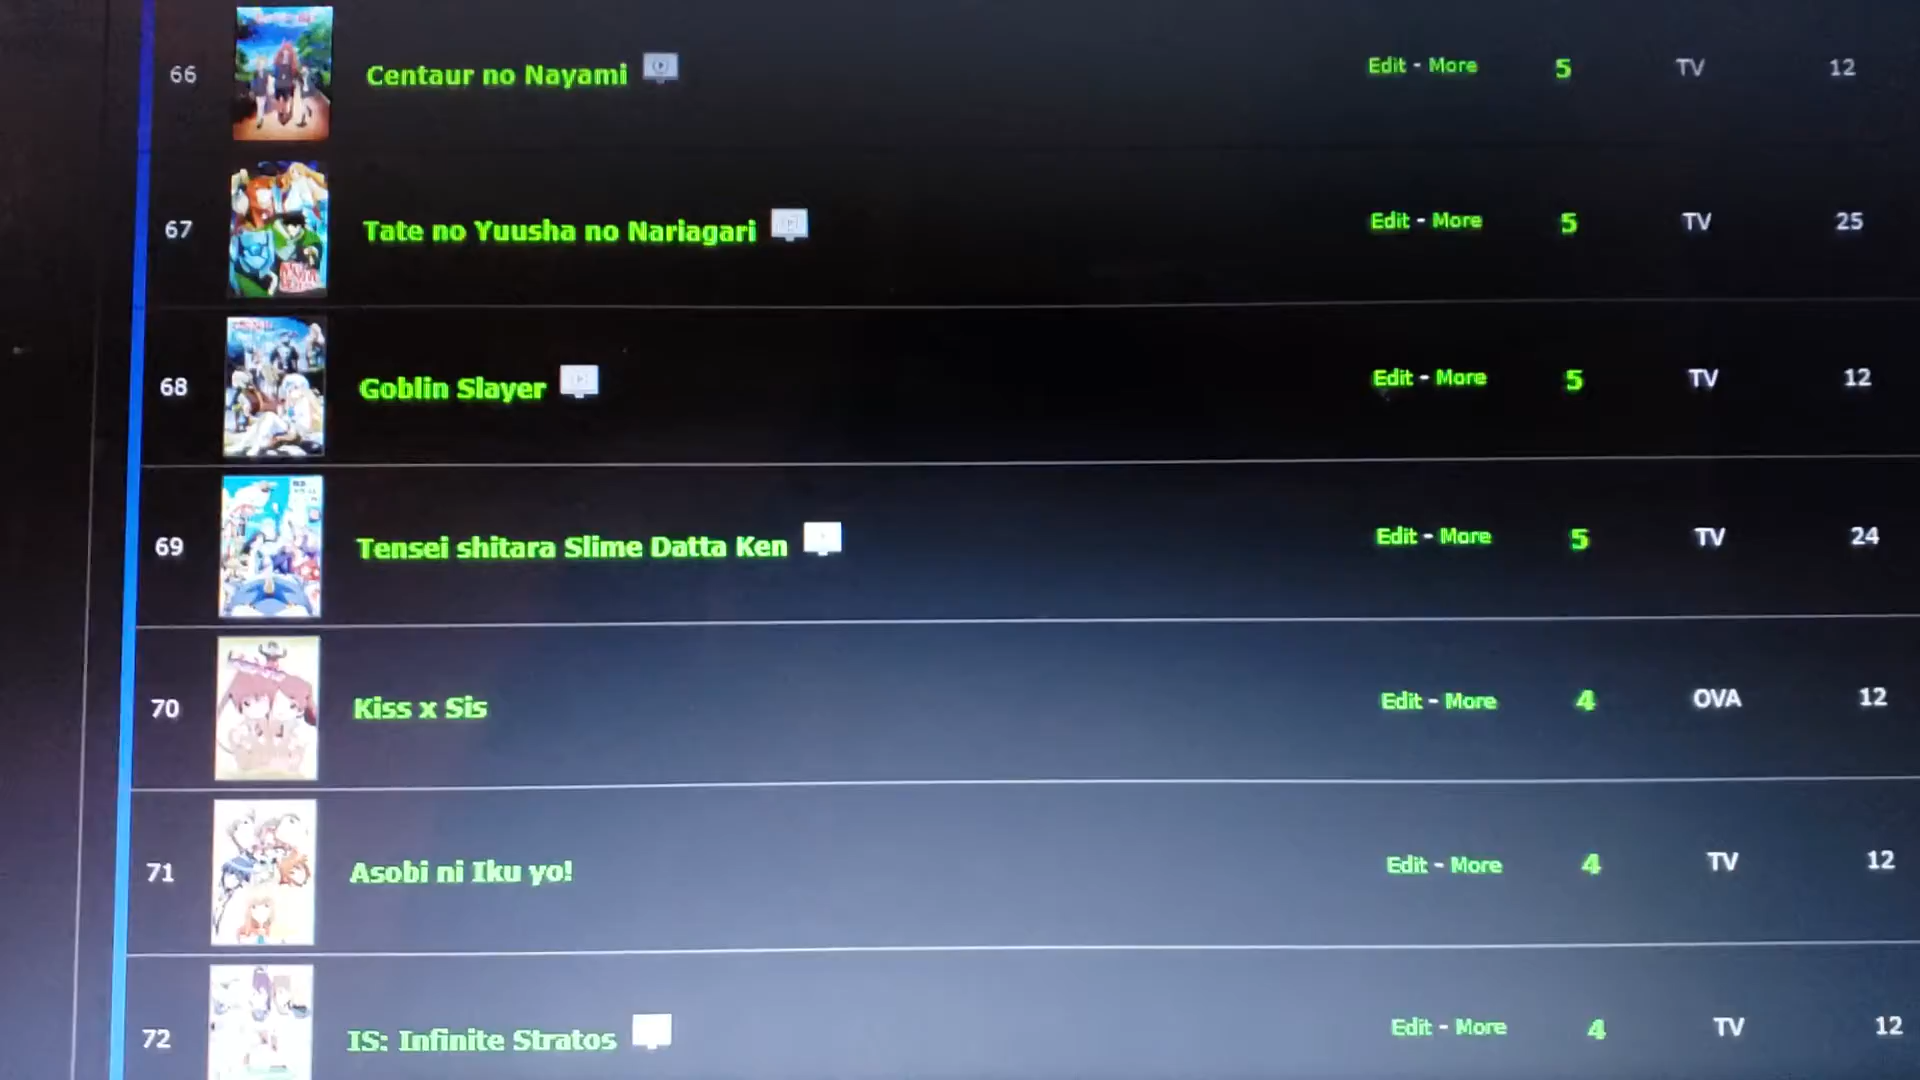 66 Centaur no Nayami Edit - More 5 TV 12
67 Tate no Yuusha no Nariagari Edit - More 5 TV 25
68 Goblin Slayer Edit - More 5 TV 12
69 Tensei shitara Slime Datta Ken Edit - More 5 TV 24
70 Kiss x Sis Edit - More 4 OVA 12
71 Asobi ni Iku yo! Edit - More 4 TV 12
72 IS: Infinite Stratos Edit - More 4 TV 12